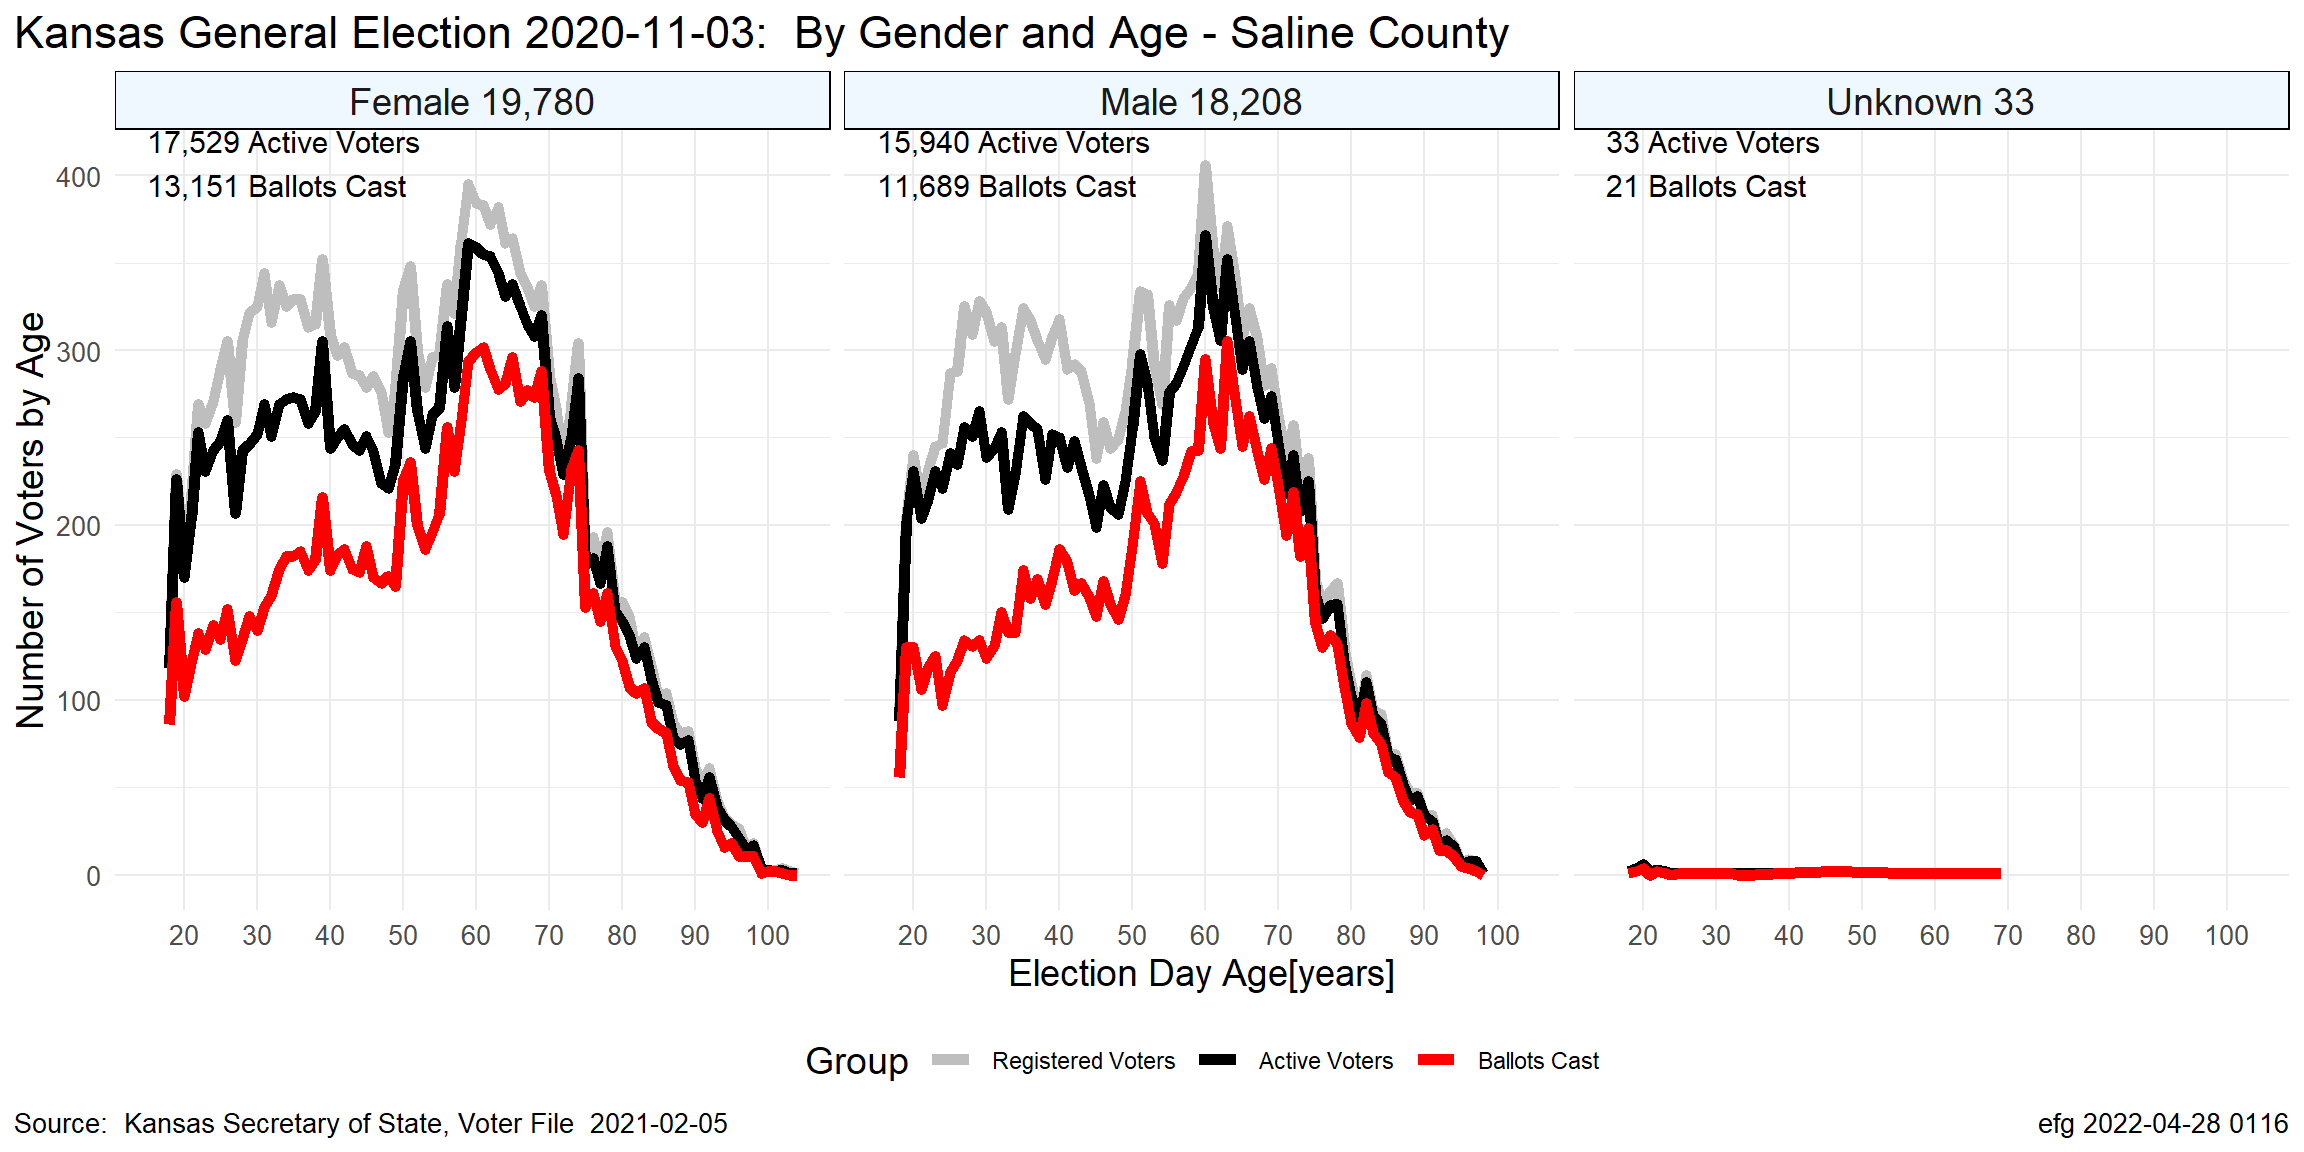 Kansas General Election 2020-11-03:  By Gender and Age - Saline County
Female 19,780
Male 18,208
Unknown 33
17,529 Active Voters
13,151 Ballots Cast
15,940 Active Voters
11,689 Ballots Cast
33 Active Voters
21 Ballots Cast
Number of Voters by Age
400
300
200
100
0
20 30 40 50 60 70 80 90 100
20 30 40 50 60 70 80 90 100
20 30 40 50 60 70 80 90 100
Election Day Age[years]
Group Registered Voters Active Voters Ballots Cast
Source:  Kansas Secretary of State, Voter File  2021-02-05
efg 2022-04-28 0116